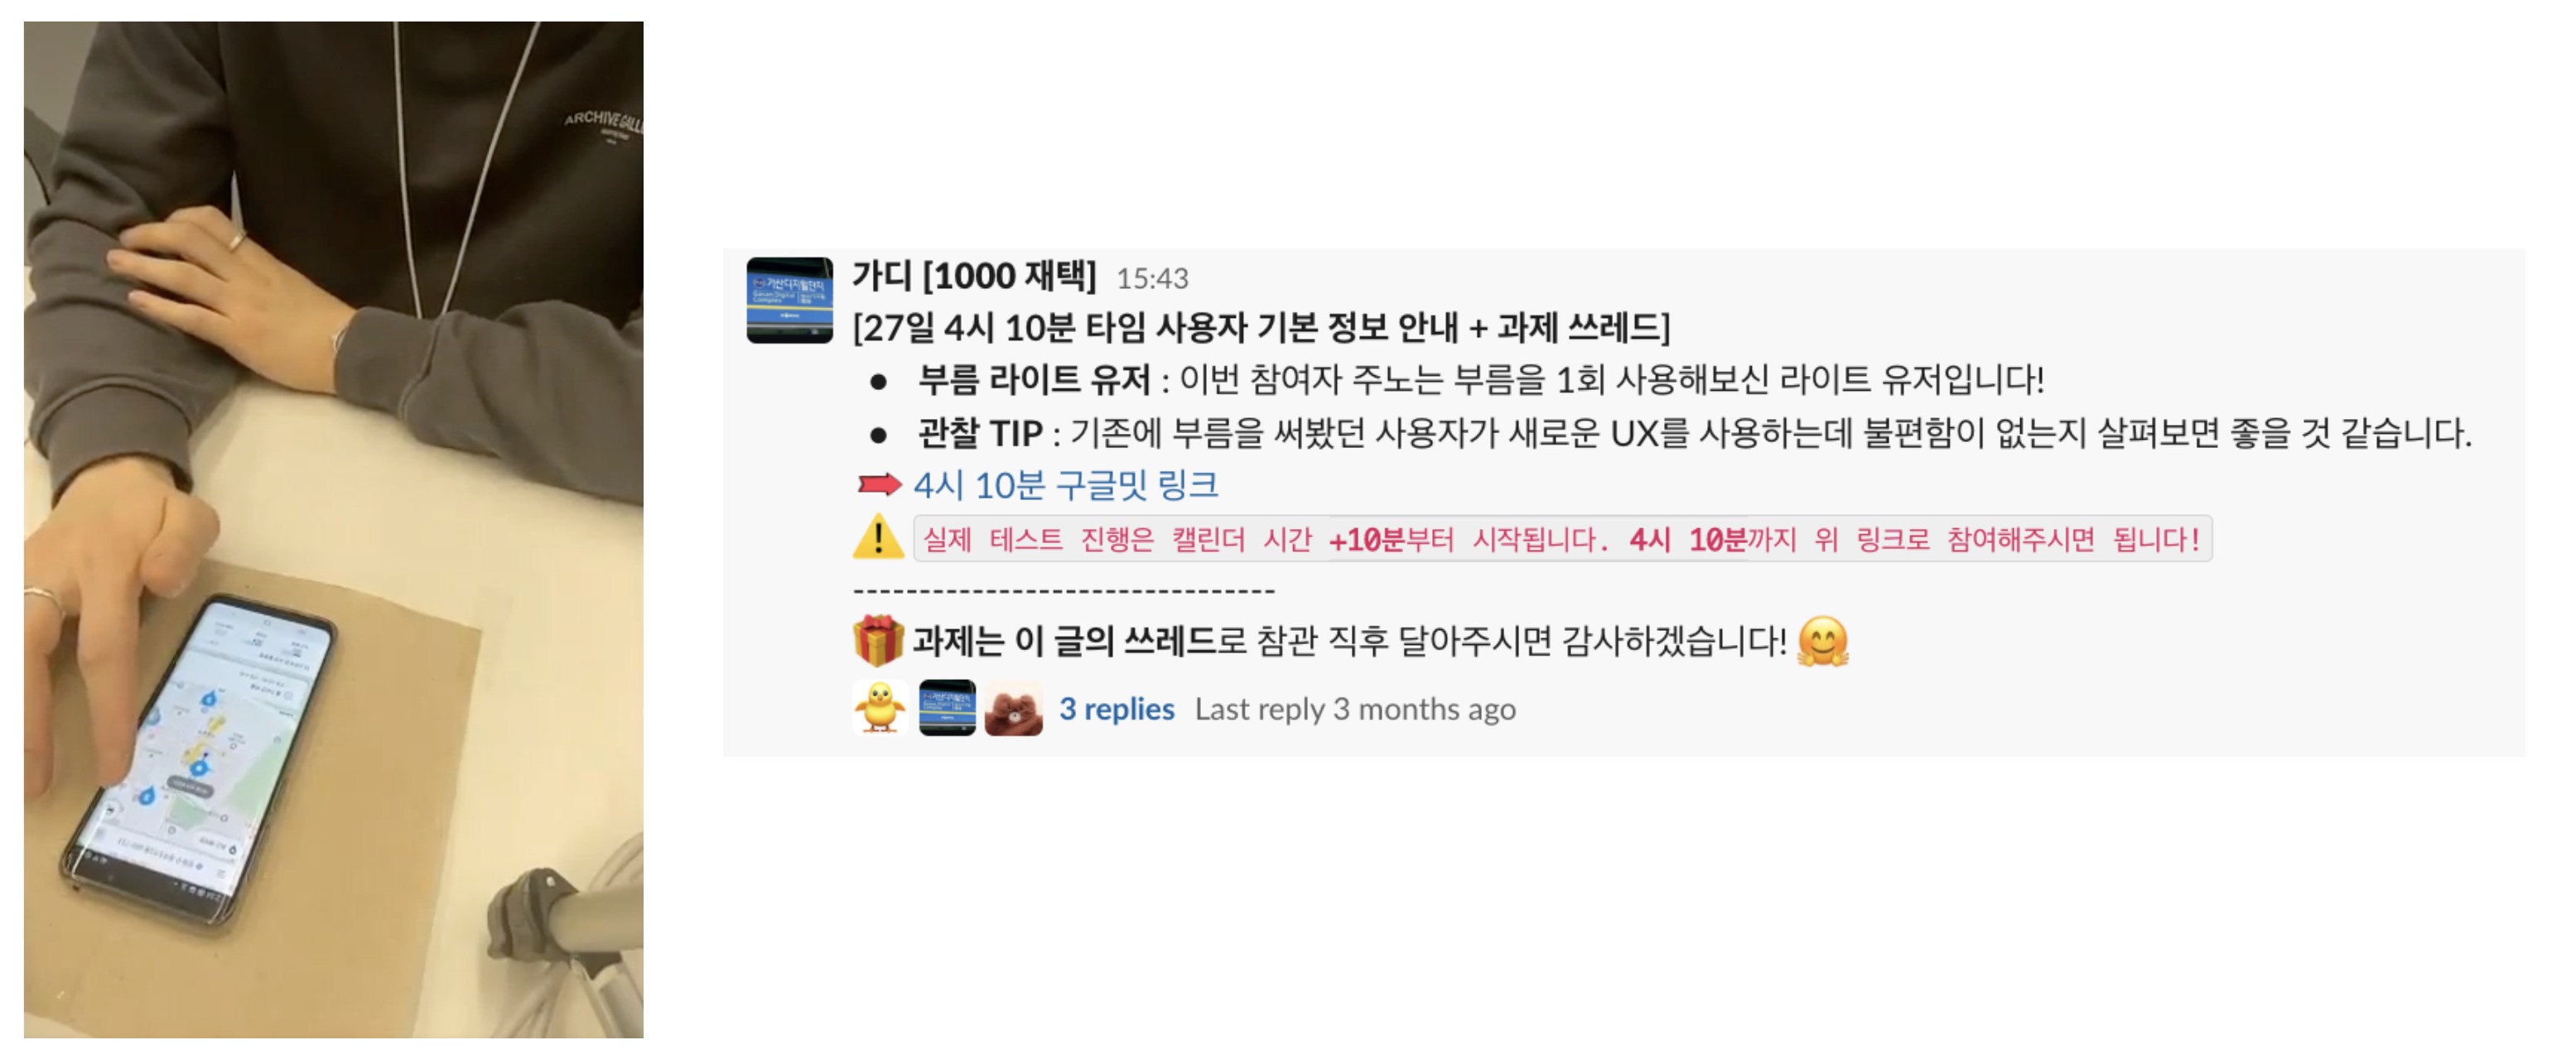 ARCHIVE
가디 [1000 재택] 15:43
[27일 4시 10분 타임 사용자 기본 정보 안내 + 과제 쓰레드]
● 부름 라이트 유저 : 이번 참여자 주노는 부름을 1회 사용해보신 라이트 유저입니다!
● 관찰 TIP : 기존에 부름을 써봤던 사용자가 새로운 UX를 사용하는데 불편함이 없는지 살펴보면 좋을 것 같습니다.
4시 10분 구글밋 링크
실제 테스트 진행은 캘린더 시간 +10분부터 시작됩니다. 4시 10분까지 위 링크로 참여해주시면 됩니다!
--------------------------------
과제는 이 글의 쓰레드로 참관 직후 달아주시면 감사하겠습니다!
3 replies Last reply 3 months ago